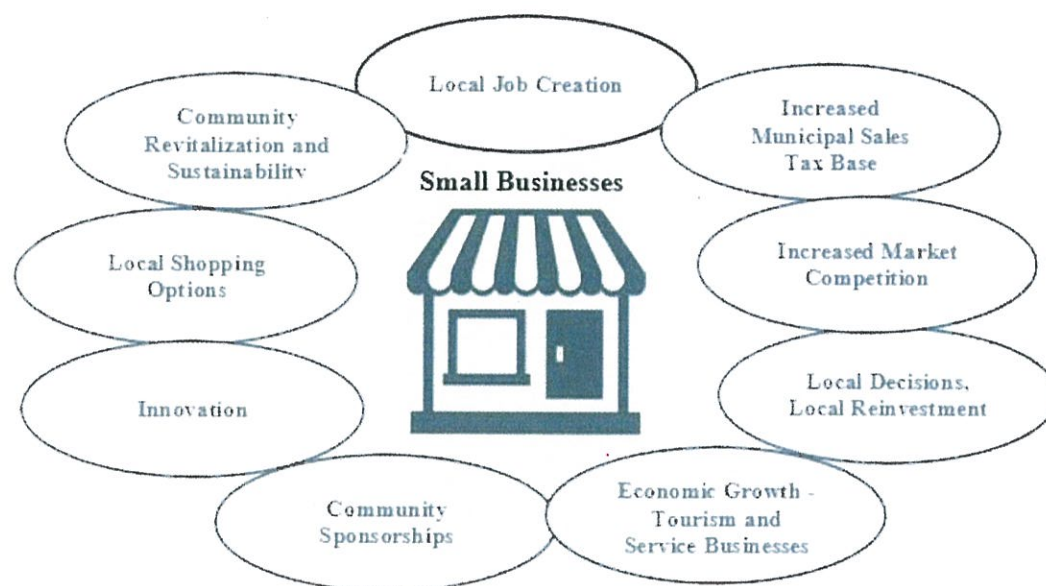 Local Job Creation
Increased
Municipal Sales
Tax Base
Increased Market
Competition
Local Decisions,
Local Reinvestment
Economic Growth -
Tourism and
Service Businesses
Community
Sponsorships
Innovation
Local Shopping
Options
Community
Revitalization and
Sustainability
Small Businesses